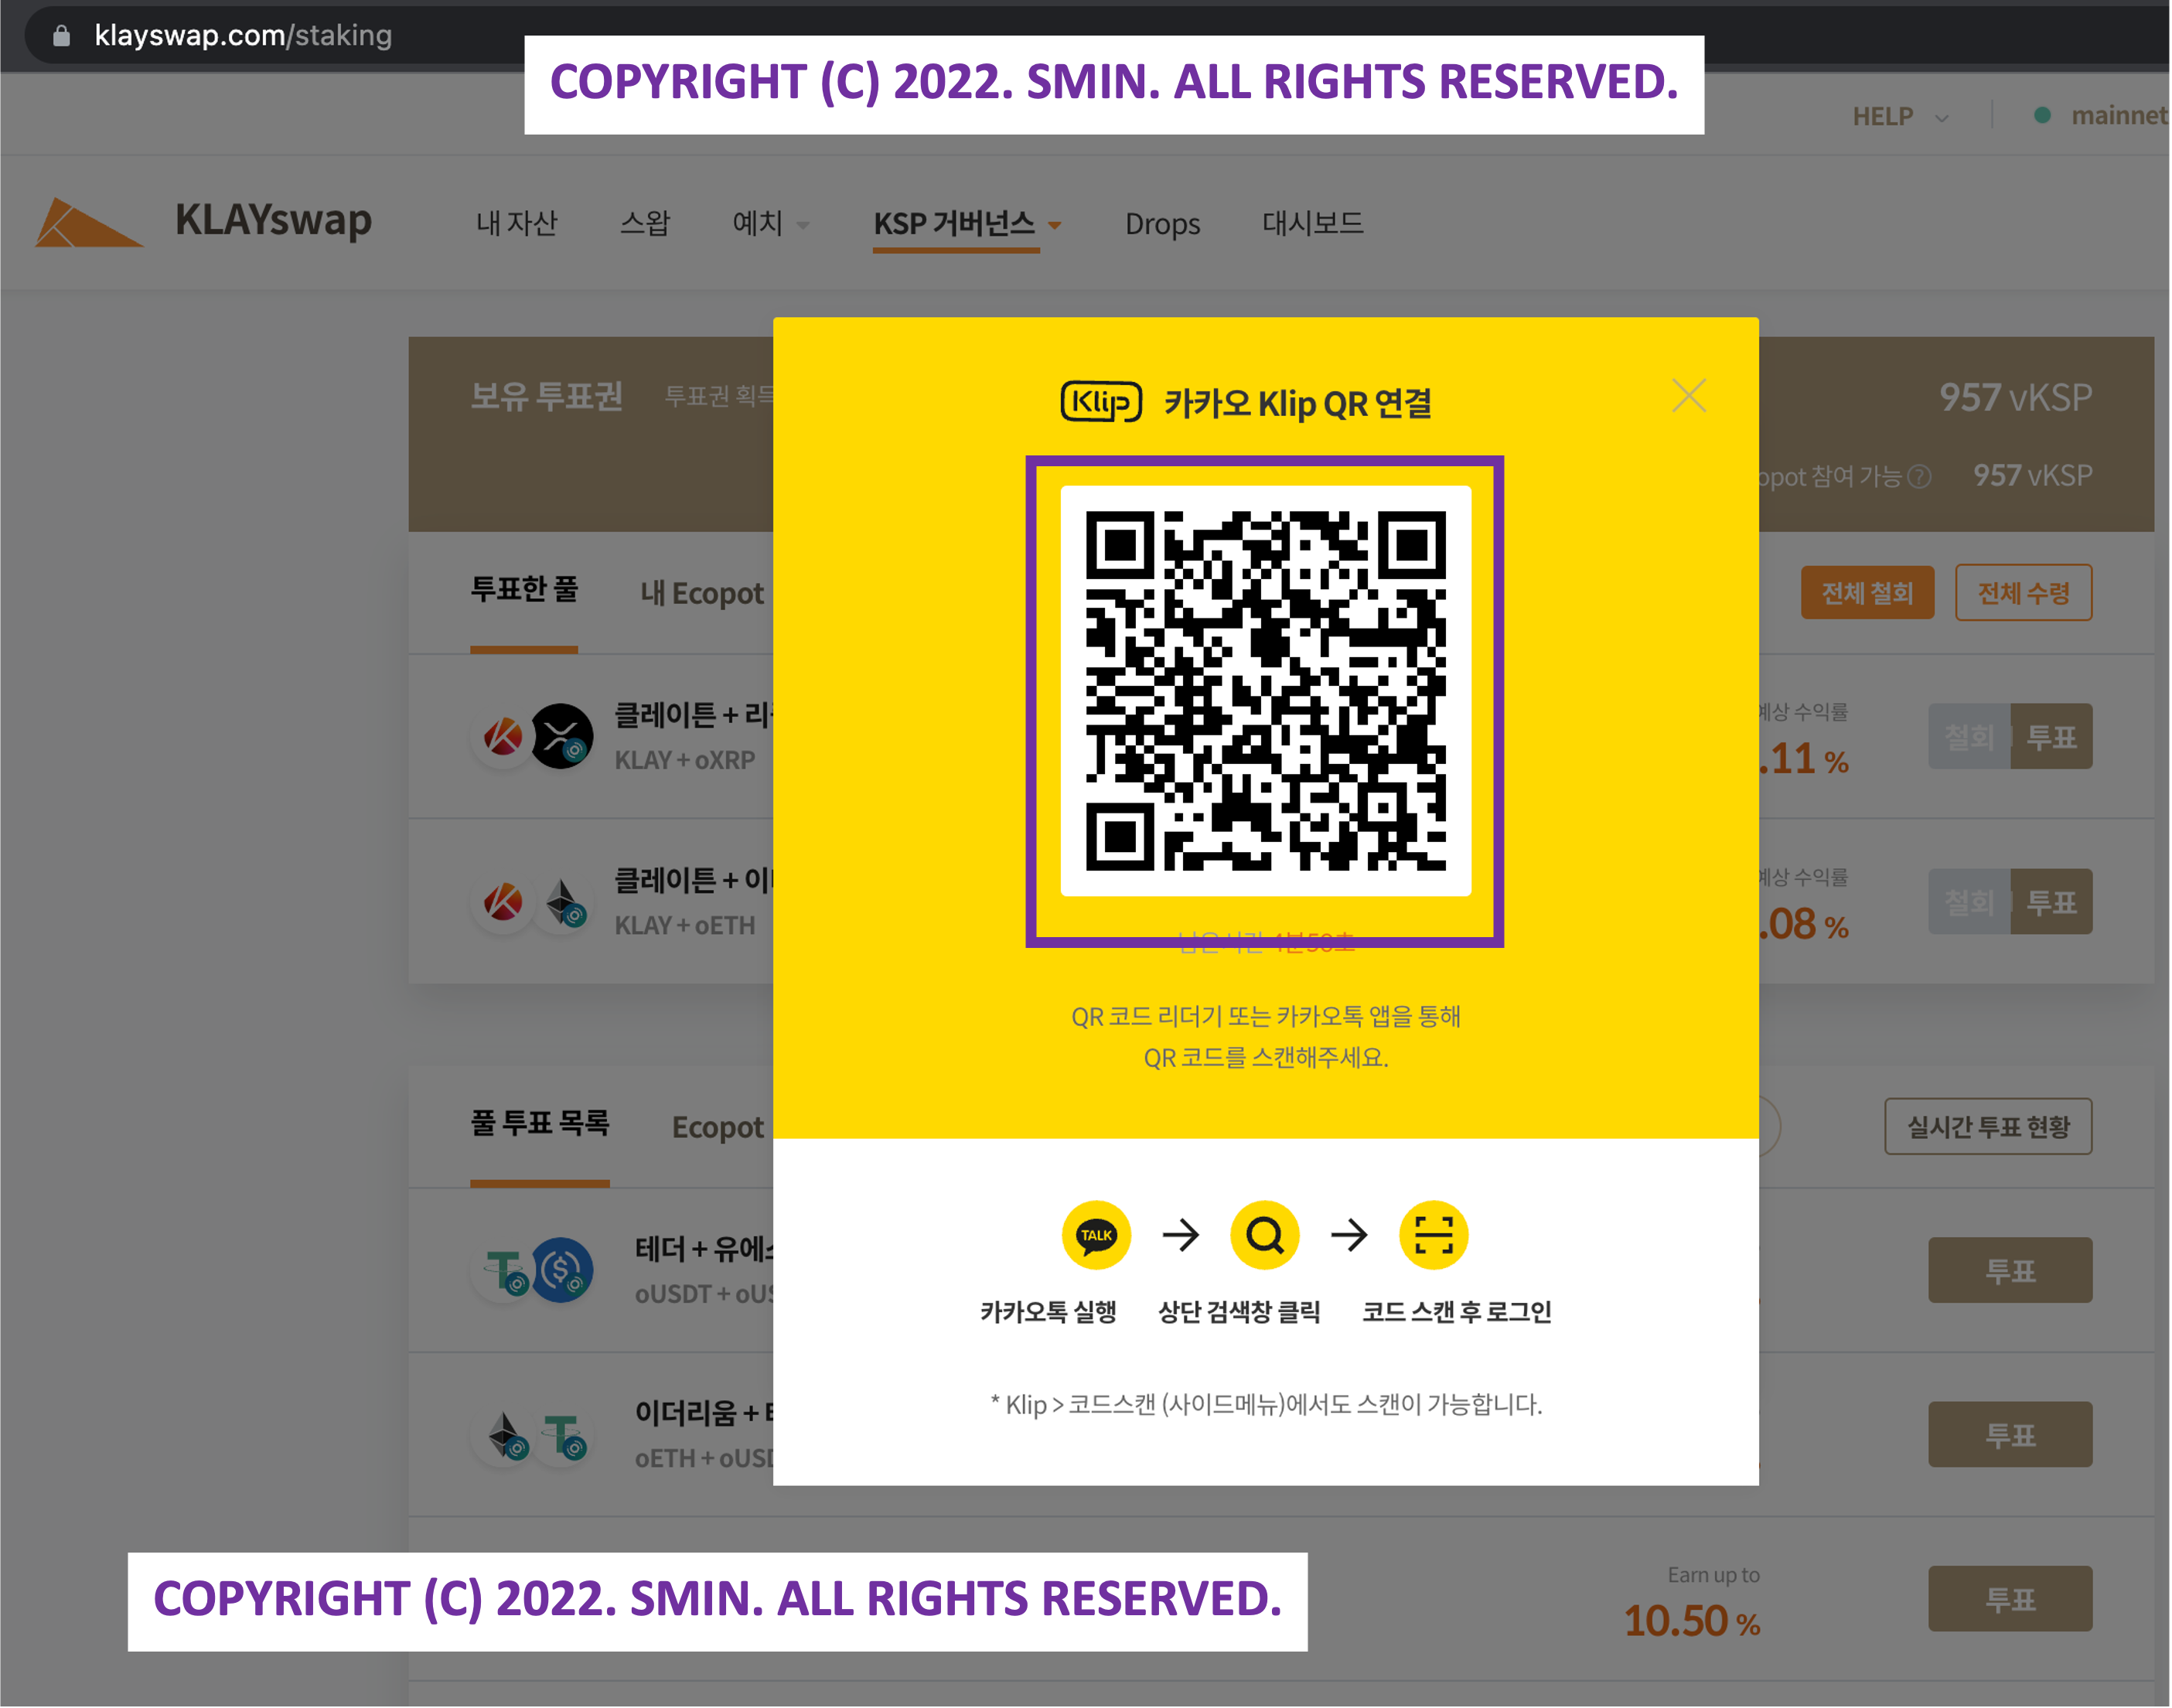 klayswap.com/staking
COPYRIGHT (C) 2022. SMIN. ALL RIGHTS RESERVED.
HELP
mainnet
KLAYswap
내 자산
스왑
예치
KSP 거버넌스
Drops
대시보드
보유 투표권
투표권 획득
957 vKSP
참여 가능 ?
957 vKSP
Klip 카카오 Klip QR 연결
투표한 풀
내 Ecopot
전체 철회
전체 수령
클레이튼 + 리
KLAY + oXRP
예상 수익률
.11 %
철회
투표
클레이튼 + 이
KLAY + oETH
예상 수익률
.08 %
철회
투표
남은시간 4분58초
QR 코드 리더기 또는 카카오톡 앱을 통해
QR 코드를 스캔해주세요.
풀 투표 목록
Ecopot
실시간 투표 현황
TALK
카카오톡 실행
상단 검색창 클릭
코드 스캔 후 로그인
테더 + 유에스
oUSDT + oUS
투표
* Klip > 코드스캔 (사이드메뉴)에서도 스캔이 가능합니다.
이더리움 +
oETH + oUSD
투표
COPYRIGHT (C) 2022. SMIN. ALL RIGHTS RESERVED.
Earn up to
10.50 %
투표